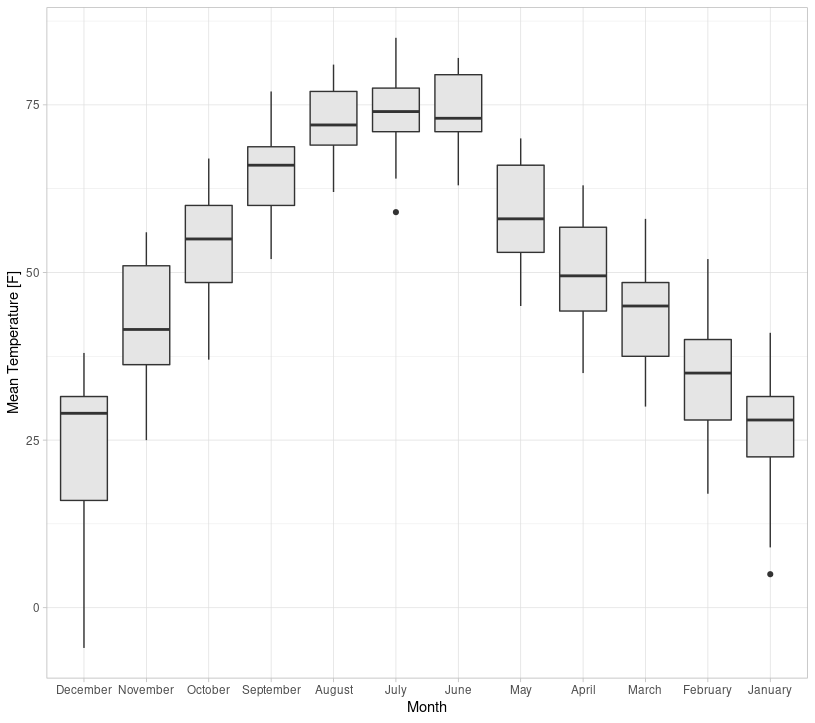 Mean Temperature [F]
75
50
25
0
December November October September August July June May April March February January
Month